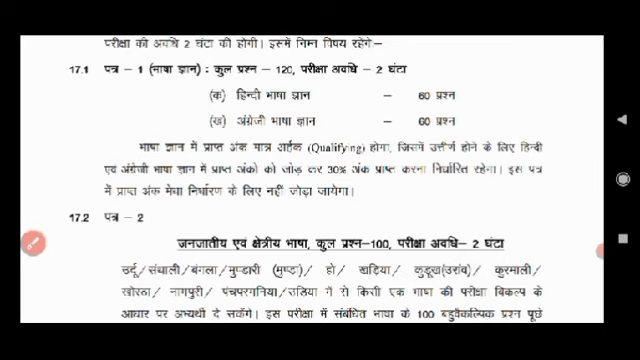 परीक्षा की अवधि 2 घंटा की होगी। इसमें निम्न विषय रहेंगे:–
17.1 पत्र – 1 (भाषा ज्ञान) : कुल प्रश्न – 120, परीक्षा अवधि – 2 घंटा
(क) हिन्दी भाषा ज्ञान – 60 प्रश्न
(ख) अंग्रेजी भाषा ज्ञान – 60 प्रश्न
भाषा ज्ञान में प्राप्त अंक मात्र अर्हक (Qualifying) होगा, जिसमें उत्तीर्ण होने के लिए हिन्दी
एवं अंग्रेजी भाषा ज्ञान में प्राप्त अंकों को जोड़ कर 30% अंक प्राप्त करना निर्धारित रहेगा। इस पत्र
में प्राप्त अंक मेधा निर्धारण के लिए नहीं जोड़ा जायेगा।
17.2 पत्र – 2
जनजातीय एवं क्षेत्रीय भाषा, कुल प्रश्न–100, परीक्षा अवधि– 2 घंटा
उर्दू/संथाली/बंगला/मुण्डारी (मुण्डा)/ हो/ खड़िया/ कुडूख(उरांव)/ कुरमाली/
खोरठा/ नागपुरी/ पंचपरगनिया/उडिया में से किसी एक भाषा की परीक्षा विकल्प के
आधार पर अभ्यर्थी दे सकेंगे। इस परीक्षा में संबंधित भाषा के 100 बहुवैकल्पिक प्रश्न पूछे